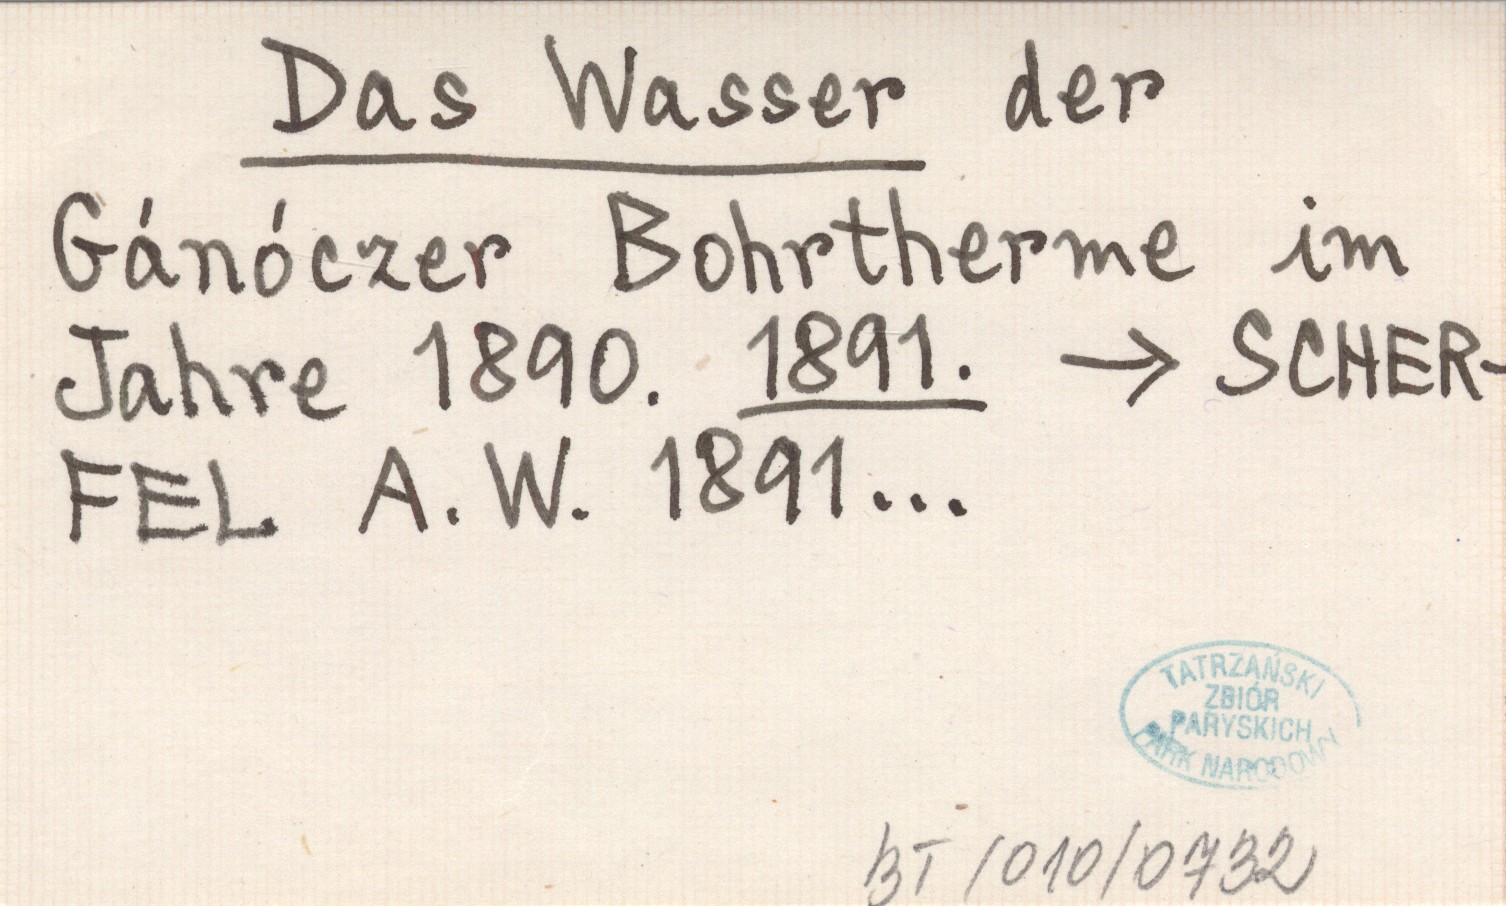 Das Wasser der
Gánóczer Bohrtherme im
Jahre 1890. 1891. → SCHER-
FEL A. W. 1891...
TATRZAŃSKI
ZBIÓR
PARYSKICH
PARK NARODOWY
BT/010/0732